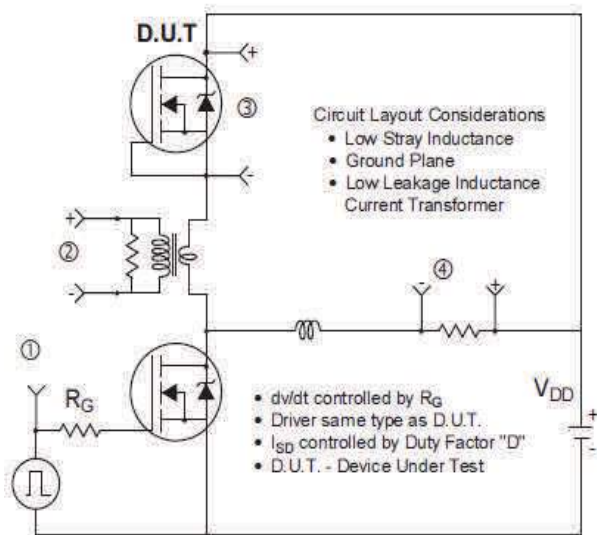 D.U.T
+
③
-
Circuit Layout Considerations
• Low Stray Inductance
• Ground Plane
• Low Leakage Inductance
Current Transformer
+
②
-
④
- +
①
RG
VDD
+
-
• dv/dt controlled by RG
• Driver same type as D.U.T.
• ISD controlled by Duty Factor "D"
• D.U.T. - Device Under Test